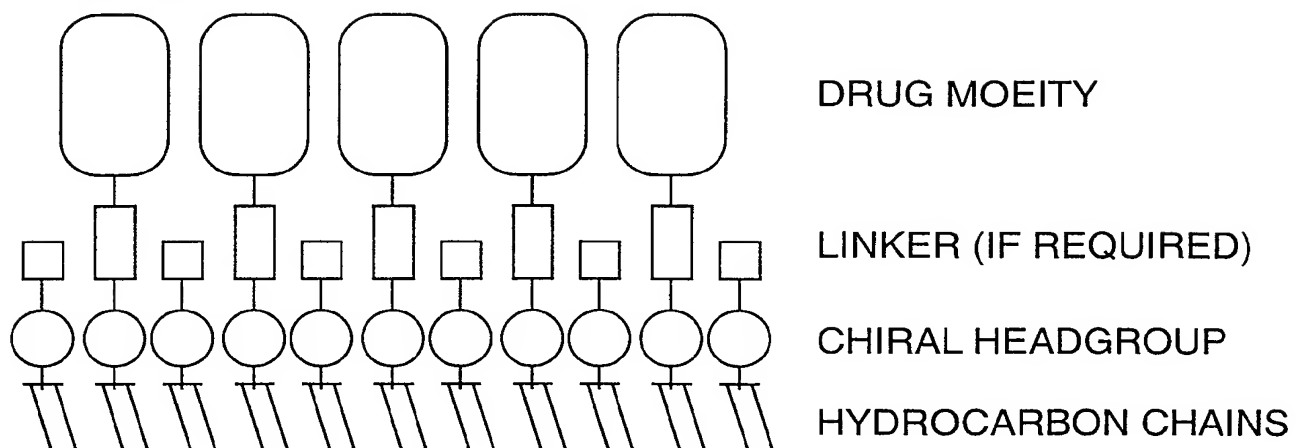 DRUG MOEITY
LINKER (IF REQUIRED)
CHIRAL HEADGROUP
HYDROCARBON CHAINS